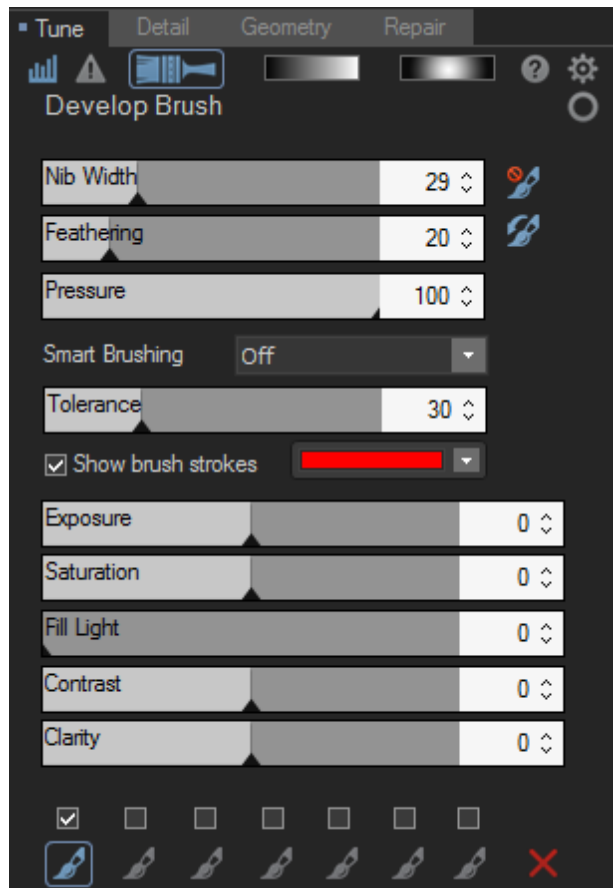 Tune Detail Geometry Repair
?
Develop Brush
Nib Width 29
Feathering 20
Pressure 100
Smart Brushing Off
Tolerance 30
Show brush strokes
Exposure 0
Saturation 0
Fill Light 0
Contrast 0
Clarity 0